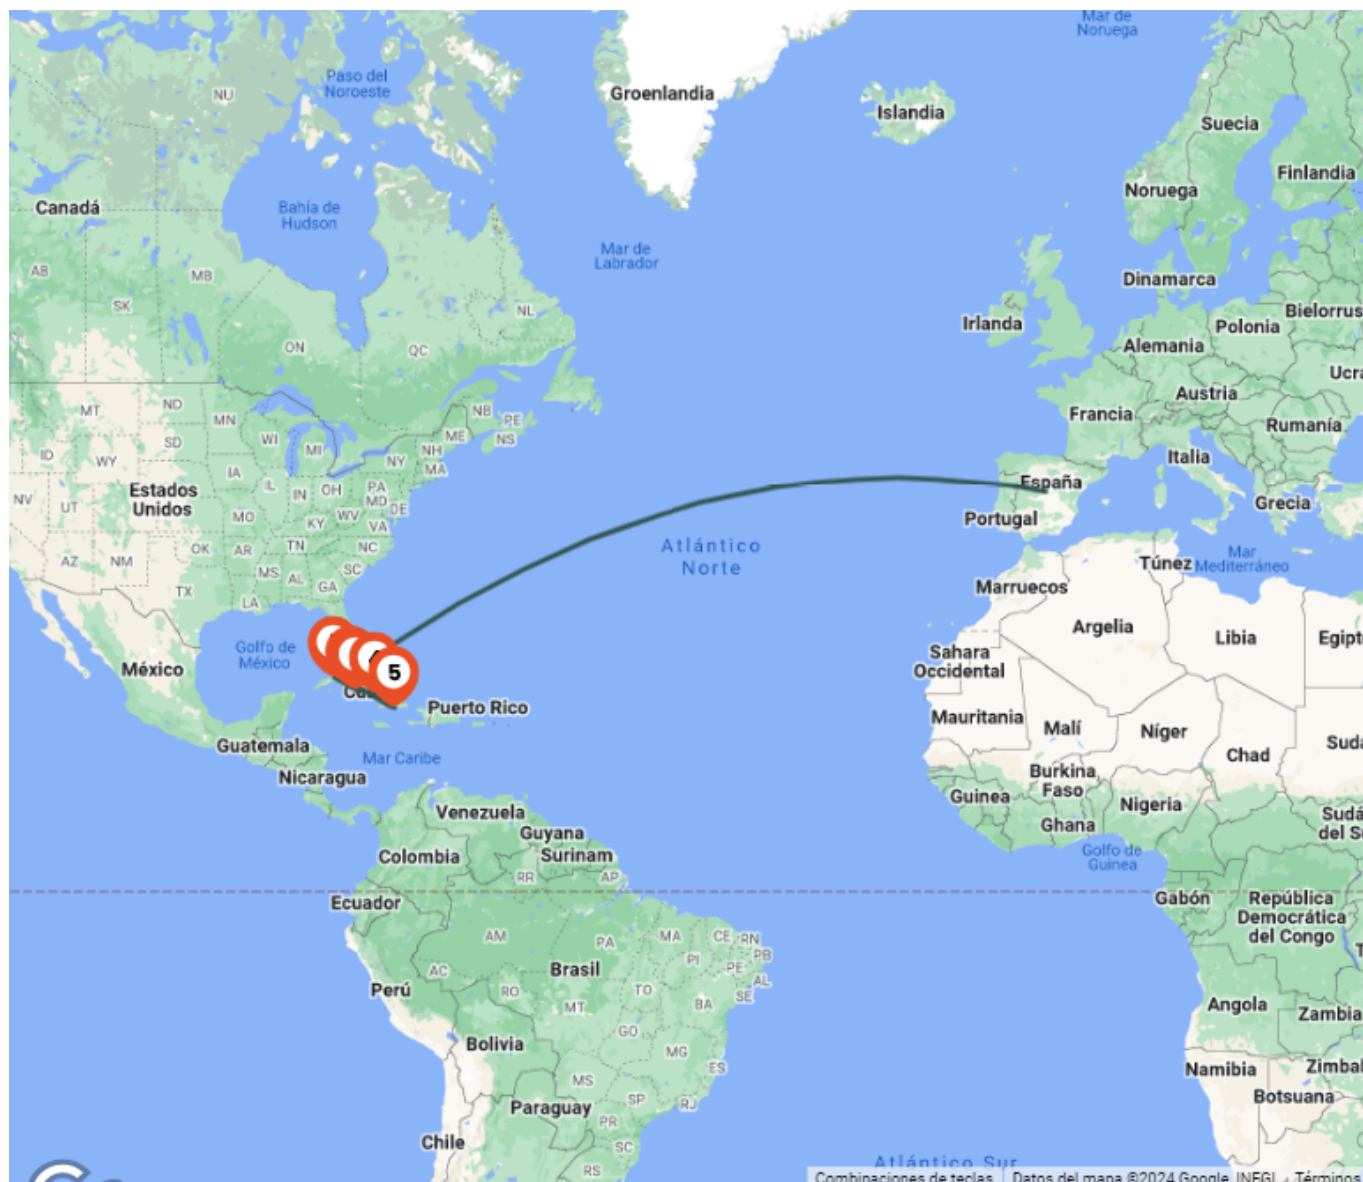 Mar de
Noruega
Paso del
Noroeste
NU
Groenlandia
Islandia
Suecia
Finlandia
Noruega
Canadá
Bahía de
Hudson
Mar de
Labrador
AB
MB
SK
NL
Dinamarca
Irlanda
Bielorrus
Polonia
Alemania
ON
QC
Ucra
Austria
Francia
Rumanía
MT
ND
MN
NB
PE
WI
ME
NS
SD
MI
NH
ID
WY
NY
MA
Italia
IA
Estados
Unidos
IL
IN
OH
PA
MD
DE
España
NV
UT
MO
KY
WV
VA
Portugal
Grecia
Atlántico
Norte
OK
AR
TN
NC
AZ
NM
MS
AL
SC
GA
Túnez
Mar
Mediterráneo
TX
LA
Marruecos
Argelia
Libia
Egipt
Golfo de
México
México
5
Sahara
Occidental
Puerto Rico
Mauritania
Malí
Níger
Chad
Suda
Guatemala
Mar Caribe
Nicaragua
Burkina
Faso
Guinea
Nigeria
Ghana
Sudá
del S
Venezuela
Guyana
Surinam
Colombia
Golfo de
Guinea
RR
AP
Ecuador
Gabón
República
Democrática
del Congo
AM
PA
MA
CE
RN
PB
PI
PE
AL
SE
AC
Brasil
TO
RO
MT
BA
Perú
Angola
Zambia
GO
Bolivia
MG
ES
Namibia
Zimba
Botsuana
MS
SP
RJ
Paraguay
PR
SC
Chile
RS
Atlántico Sur
Combinaciones de teclas
Datos del mapa ©2024 Google, INEGI
Términos